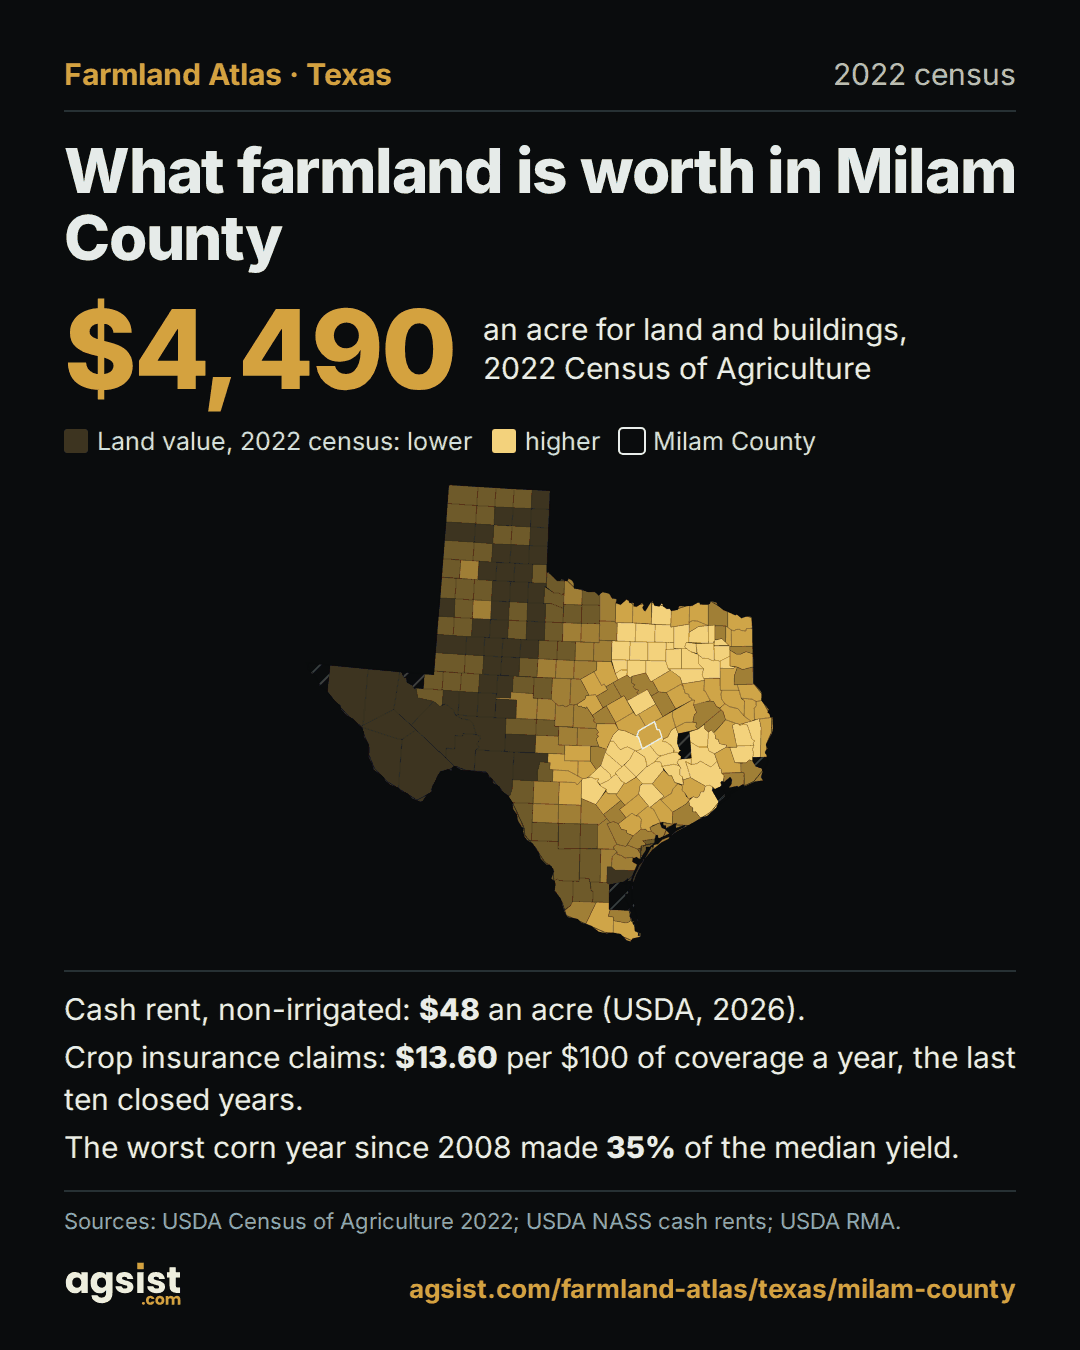 Farmland Atlas · Texas
2022 census
What farmland is worth in Milam
County
$4,490
an acre for land and buildings,
2022 Census of Agriculture
Land value, 2022 census: lower
higher
Milam County
Cash rent, non-irrigated: $48 an acre (USDA, 2026).
Crop insurance claims: $13.60 per $100 of coverage a year, the last
ten closed years.
The worst corn year since 2008 made 35% of the median yield.
Sources: USDA Census of Agriculture 2022; USDA NASS cash rents; USDA RMA.
agsist
.com
agsist.com/farmland-atlas/texas/milam-county